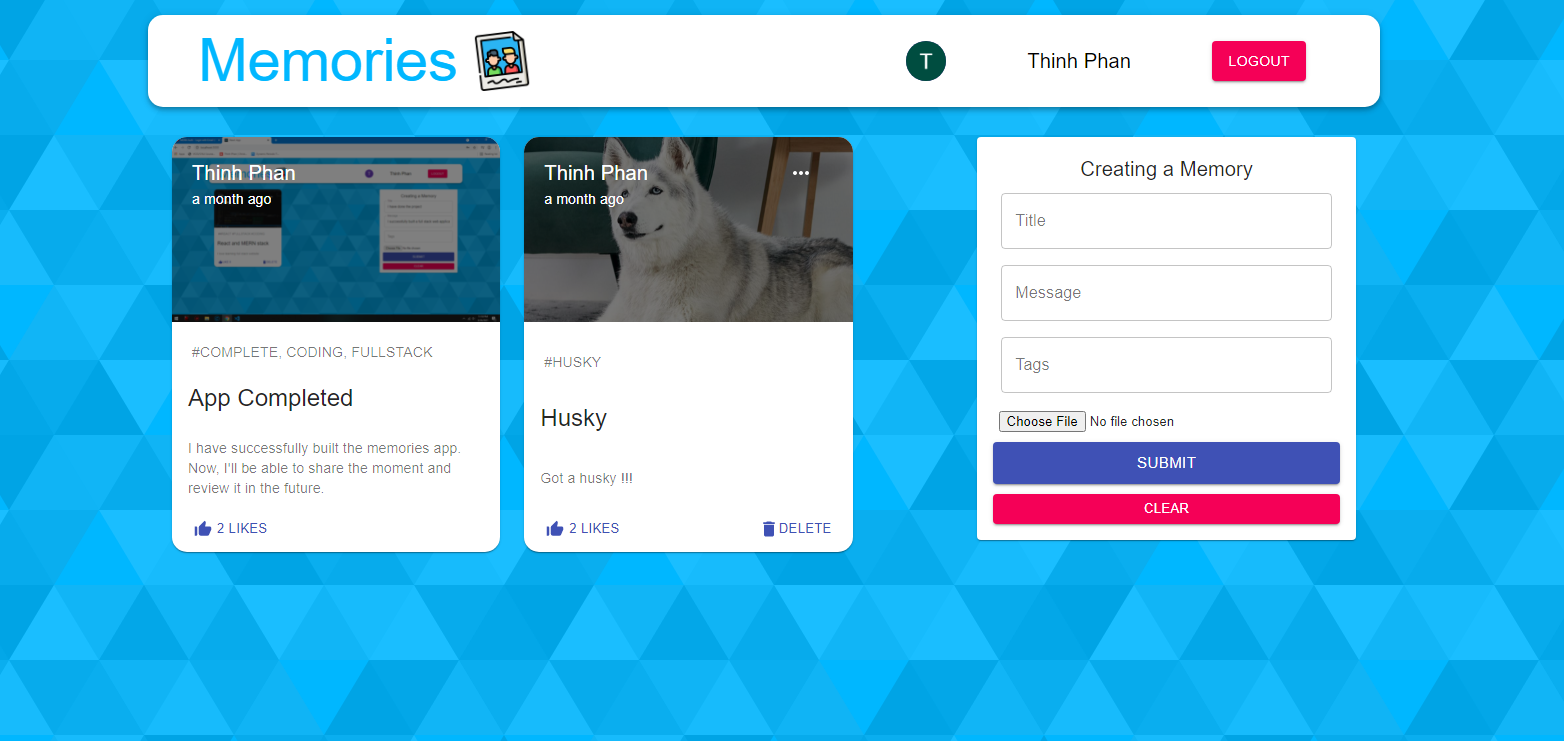 Memories
T
Thinh Phan
LOGOUT
Thinh Phan
a month ago
#COMPLETE, CODING, FULLSTACK
App Completed
I have successfully built the memories app.
Now, I'll be able to share the moment and
review it in the future.
2 LIKES
Thinh Phan
a month ago
#HUSKY
Husky
Got a husky !!!
2 LIKES
DELETE
Creating a Memory
Title
Message
Tags
Choose File No file chosen
SUBMIT
CLEAR